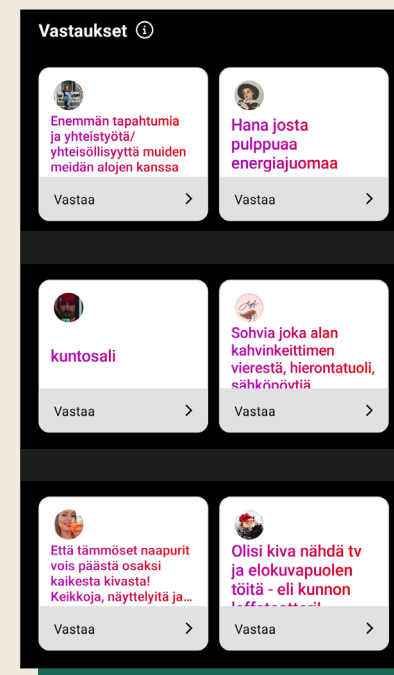 Vastaukset
Enemmän tapahtumia
ja yhteistyötä/
yhteisöllisyyttä muiden
meidän alojen kanssa
Vastaa
Hana josta
pulppuaa
energiajuomaa
Vastaa
kuntosali
Vastaa
Sohvia joka alan
kahvinkeittimen
vierestä, hierontatuoli,
sähköpöytiä
Vastaa
Että tämmöset naapurit
vois päästä osaksi
kaikesta kivasta!
Keikkoja, näyttelyitä ja...
Vastaa
Olisi kiva nähdä tv
ja elokuvapuolen
töitä - eli kunnon
Vastaa